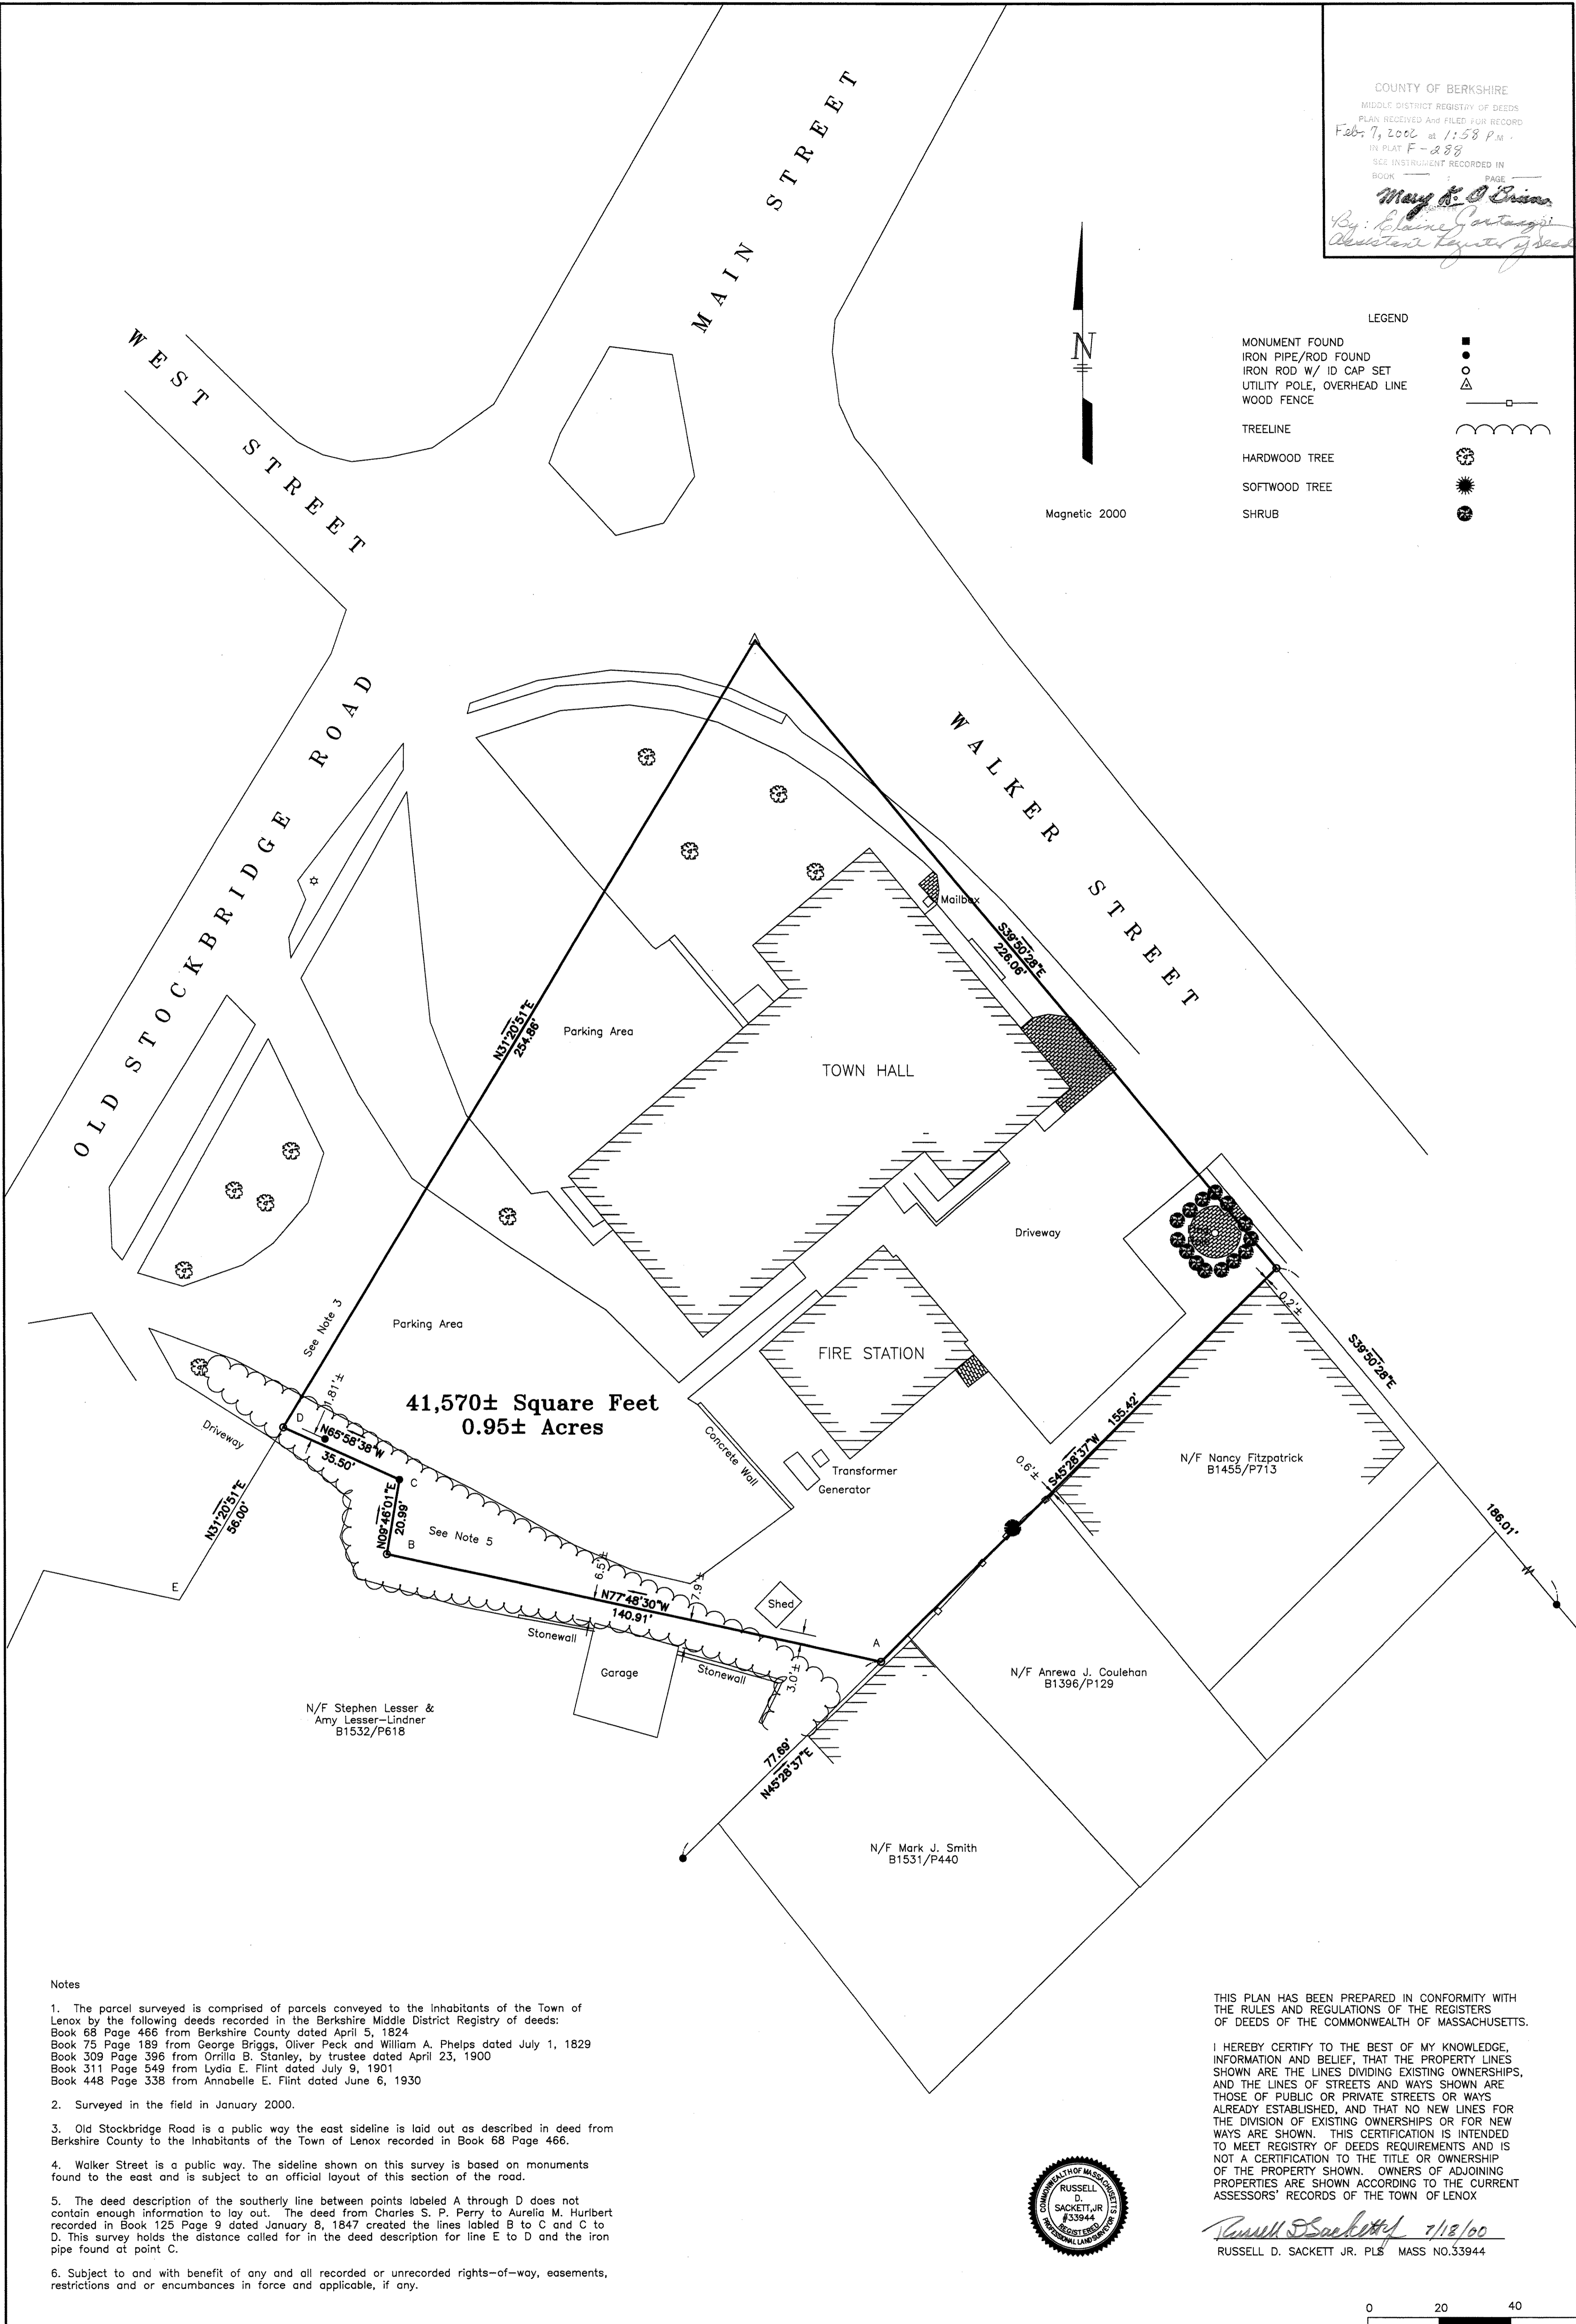 COUNTY OF BERKSHIRE
MIDDLE DISTRICT REGISTRY OF DEEDS
PLAN RECEIVED And FILED FOR RECORD
Feb. 7, 2002 at 1:58 P.M.
IN PLAT F-288
SEE INSTRUMENT RECORDED IN
BOOK — : PAGE —
Mary K. O'Brien
By: Elaine
Assistant Register of Deeds
LEGEND
MONUMENT FOUND
IRON PIPE/ROD FOUND
IRON ROD W/ ID CAP SET
UTILITY POLE, OVERHEAD LINE
WOOD FENCE
TREELINE
HARDWOOD TREE
SOFTWOOD TREE
SHRUB
N
Magnetic 2000
MAIN STREET
WEST STREET
OLD STOCKBRIDGE ROAD
WALKER STREET
Mailbox
S39°50'28"E
226.06'
N31°20'51"E
254.86'
Parking Area
TOWN HALL
Driveway
0.2'±
See Note 3
Parking Area
FIRE STATION
S39°50'28"E
186.01'
41,570± Square Feet
0.95± Acres
1.81'±
D
N65°58'38"W
35.50'
Driveway
C
N09°46'01"E
20.99'
B
See Note 5
N31°20'51"E
56.00'
E
Concrete Wall
Transformer
Generator
0.6'±
155.42'
S45°28'37"W
N/F Nancy Fitzpatrick
B1455/P713
6.5'±
7.9'±
N77°48'30"W
140.91'
Shed
A
Stonewall
Garage
Stonewall
3.0'±
N/F Anrewa J. Coulehan
B1396/P129
N/F Stephen Lesser &
Amy Lesser-Lindner
B1532/P618
77.69'
N45°28'37"E
N/F Mark J. Smith
B1531/P440
Notes
1. The parcel surveyed is comprised of parcels conveyed to the Inhabitants of the Town of
Lenox by the following deeds recorded in the Berkshire Middle District Registry of deeds:
Book 68 Page 466 from Berkshire County dated April 5, 1824
Book 75 Page 189 from George Briggs, Oliver Peck and William A. Phelps dated July 1, 1829
Book 309 Page 396 from Orrilla B. Stanley, by trustee dated April 23, 1900
Book 311 Page 549 from Lydia E. Flint dated July 9, 1901
Book 448 Page 338 from Annabelle E. Flint dated June 6, 1930
2. Surveyed in the field in January 2000.
3. Old Stockbridge Road is a public way the east sideline is laid out as described in deed from
Berkshire County to the Inhabitants of the Town of Lenox recorded in Book 68 Page 466.
4. Walker Street is a public way. The sideline shown on this survey is based on monuments
found to the east and is subject to an official layout of this section of the road.
5. The deed description of the southerly line between points labeled A through D does not
contain enough information to lay out. The deed from Charles S. P. Perry to Aurelia M. Hurlbert
recorded in Book 125 Page 9 dated January 8, 1847 created the lines labled B to C and C to
D. This survey holds the distance called for in the deed description for line E to D and the iron
pipe found at point C.
6. Subject to and with benefit of any and all recorded or unrecorded rights-of-way, easements,
restrictions and or encumbances in force and applicable, if any.
COMMONWEALTH OF MASSACHUSETTS
RUSSELL
D.
SACKETT,JR
#33944
REGISTERED
PROFESSIONAL LAND SURVEYOR
THIS PLAN HAS BEEN PREPARED IN CONFORMITY WITH
THE RULES AND REGULATIONS OF THE REGISTERS
OF DEEDS OF THE COMMONWEALTH OF MASSACHUSETTS.
I HEREBY CERTIFY TO THE BEST OF MY KNOWLEDGE,
INFORMATION AND BELIEF, THAT THE PROPERTY LINES
SHOWN ARE THE LINES DIVIDING EXISTING OWNERSHIPS,
AND THE LINES OF STREETS AND WAYS SHOWN ARE
THOSE OF PUBLIC OR PRIVATE STREETS OR WAYS
ALREADY ESTABLISHED, AND THAT NO NEW LINES FOR
THE DIVISION OF EXISTING OWNERSHIPS OR FOR NEW
WAYS ARE SHOWN. THIS CERTIFICATION IS INTENDED
TO MEET REGISTRY OF DEEDS REQUIREMENTS AND IS
NOT A CERTIFICATION TO THE TITLE OR OWNERSHIP
OF THE PROPERTY SHOWN. OWNERS OF ADJOINING
PROPERTIES ARE SHOWN ACCORDING TO THE CURRENT
ASSESSORS' RECORDS OF THE TOWN OF LENOX
Russell D Sackett Jr 7/18/00
RUSSELL D. SACKETT JR. PLS MASS NO.33944
0 20 40